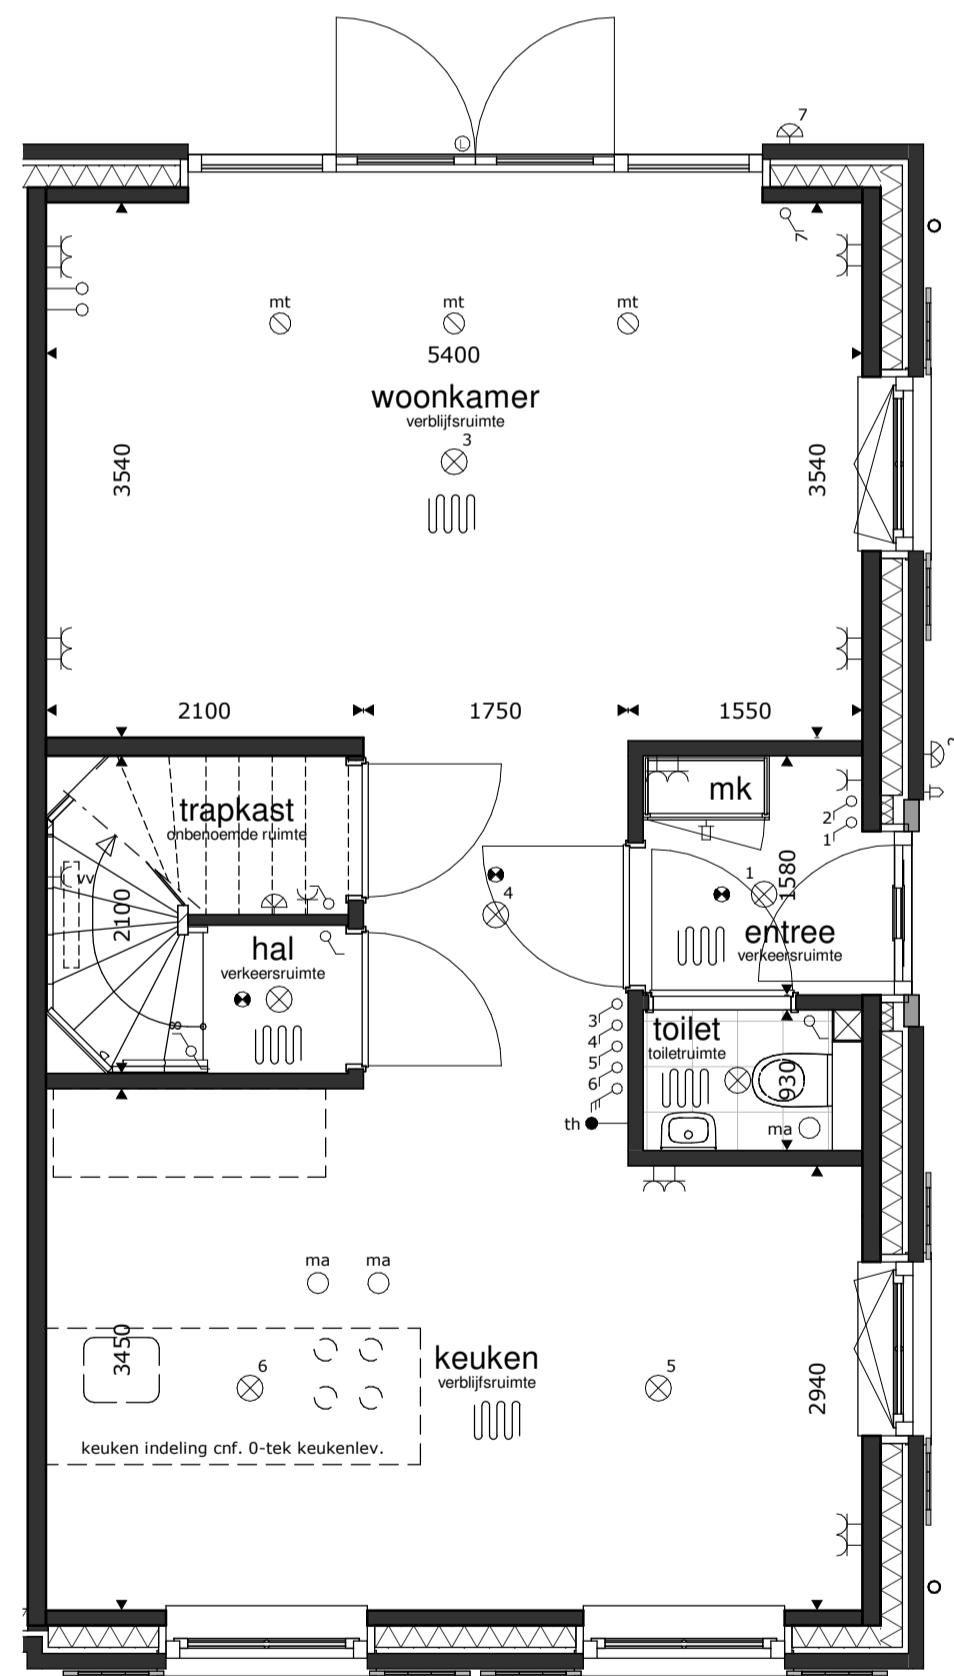 7
L
7
mt mt mt
5400
woonkamer
verblijfsruimte
3
3540 3540
2100 1750 1550
2
mk
trapkast
onbenoemde ruimte
2
1
vv
1
1580
4
2100
hal
verkeersruimte
entree
verkeersruimte
8
3
4
5
6
toilet
toiletruimte
930
th
ma
ma ma
3450
keuken
verblijfsruimte
6
5
2940
keuken indeling cnf. 0-tek keukenlev.